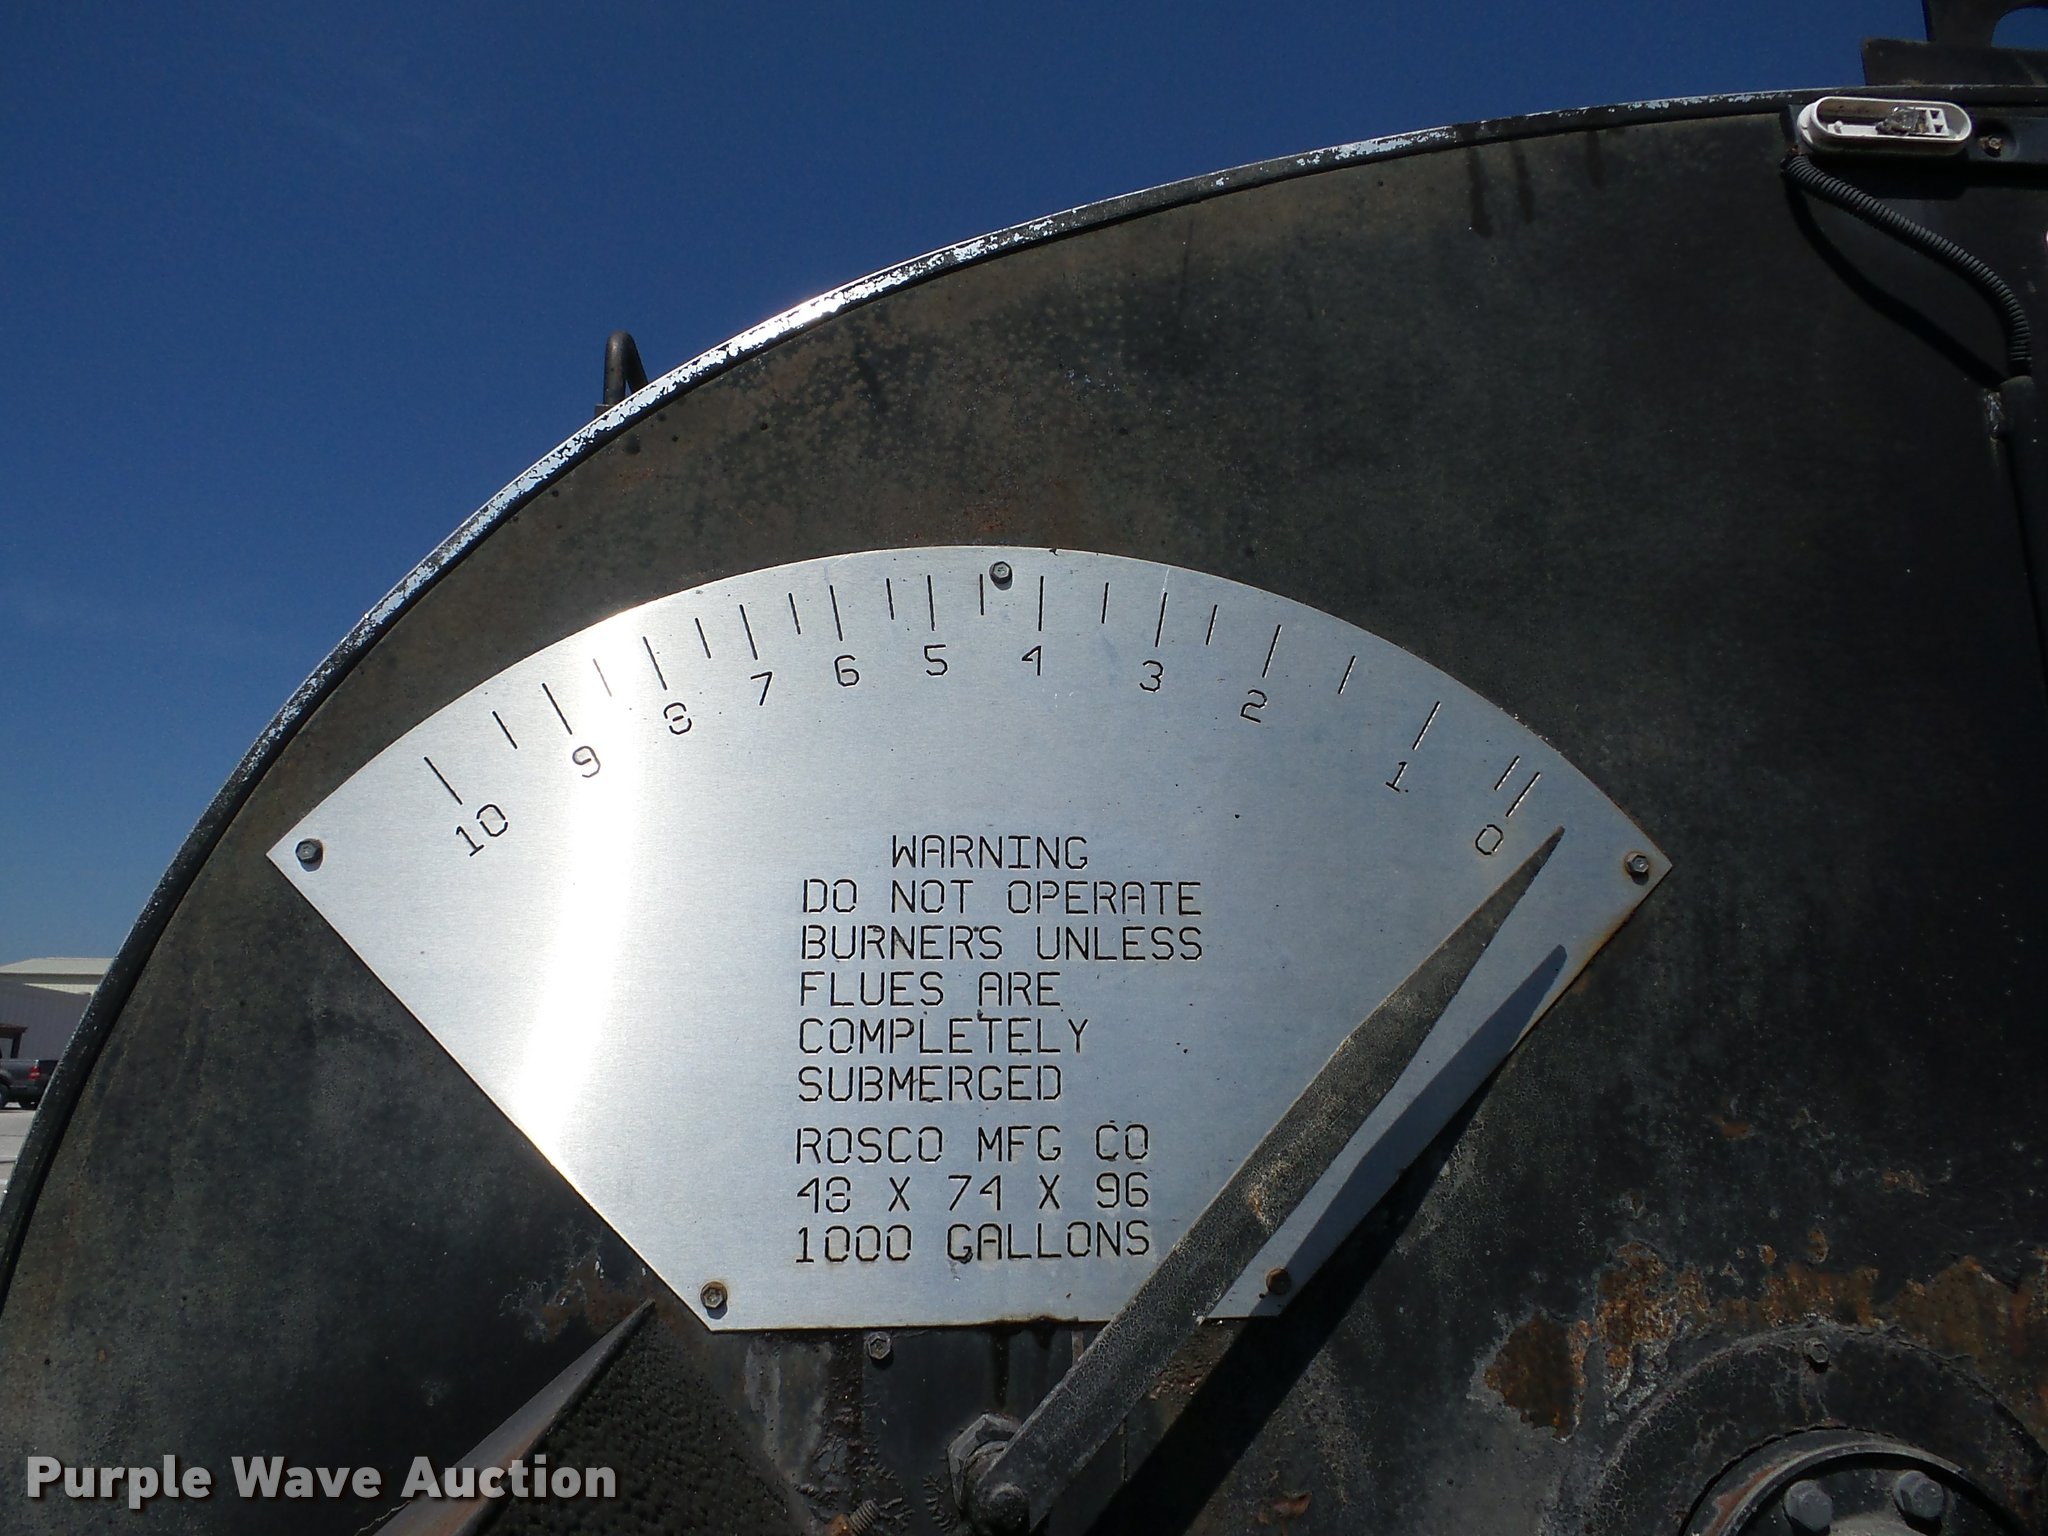 10 9 8 7 6 5 4 3 2 1 0
WARNING
DO NOT OPERATE
BURNERS UNLESS
FLUES ARE
COMPLETELY
SUBMERGED
ROSCO MFG CO
48 X 74 X 96
1000 GALLONS
Purple Wave Auction